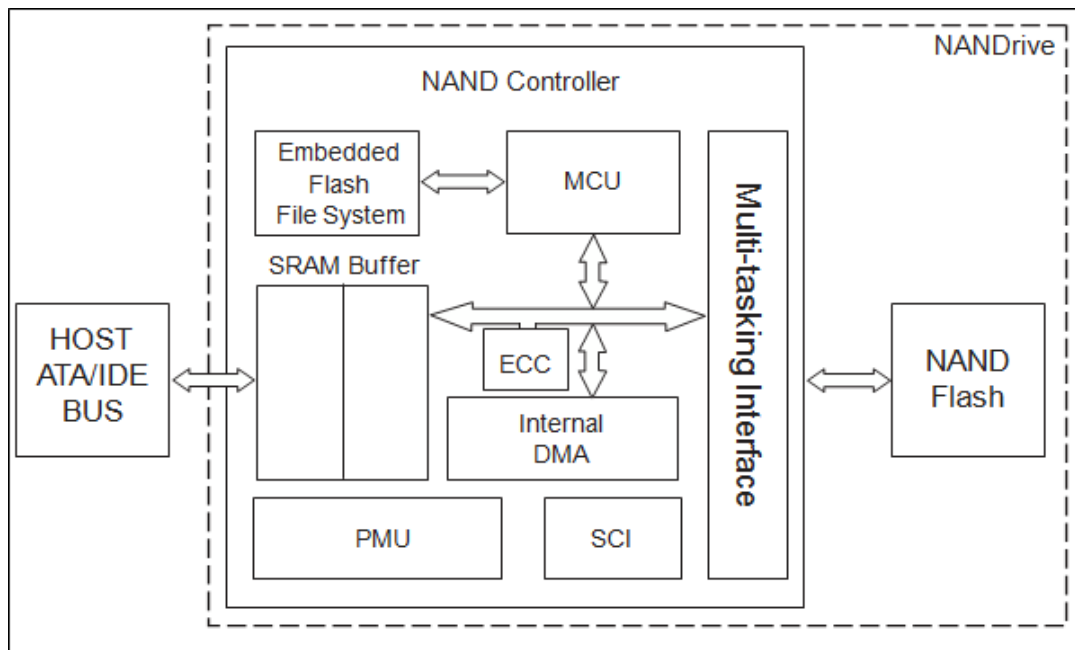 NANDrive
NAND Controller
Embedded
Flash
File System
MCU
Multi-tasking Interface
SRAM Buffer
HOST
ATA/IDE
BUS
ECC
NAND
Flash
Internal
DMA
PMU
SCI